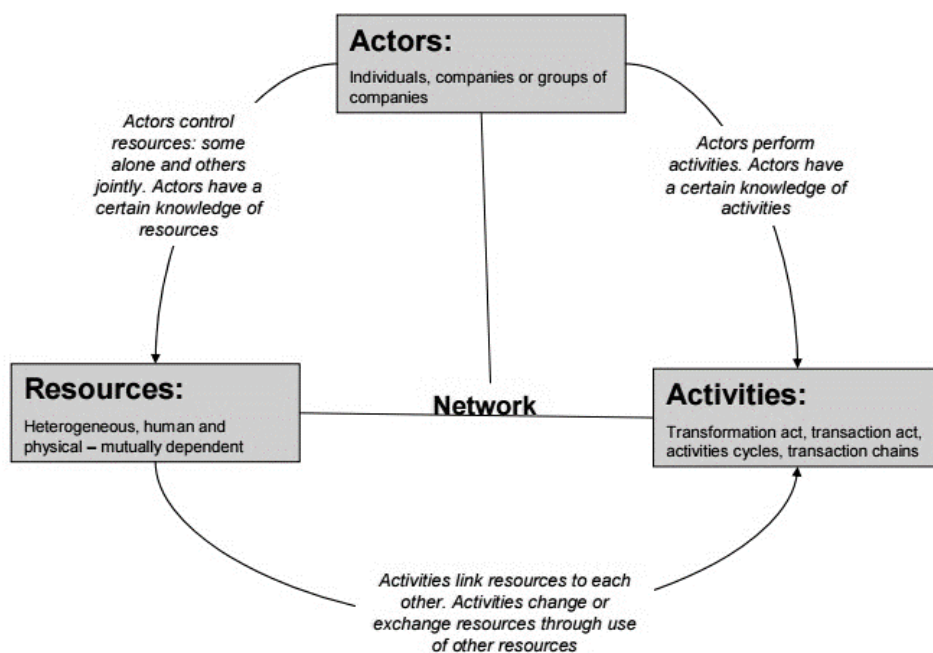 Actors:
Individuals, companies or groups of
companies
Actors control
resources: some
alone and others
jointly. Actors have a
certain knowledge of
resources
Actors perform
activities. Actors have
a certain knowledge of
activities
Resources:
Heterogeneous, human and
physical – mutually dependent
Network
Activities:
Transformation act, transaction act,
activities cycles, transaction chains
Activities link resources to each
other. Activities change or
exchange resources through use
of other resources